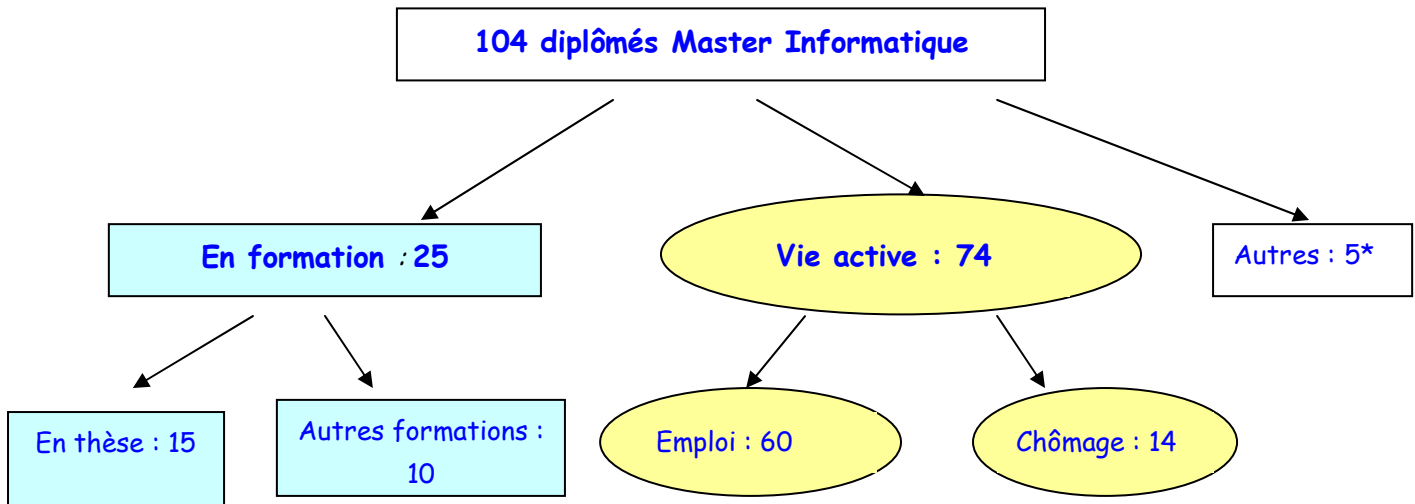 104 diplômés Master Informatique
En formation : 25
Vie active : 74
Autres : 5*
En thèse : 15
Autres formations :
10
Emploi : 60
Chômage : 14